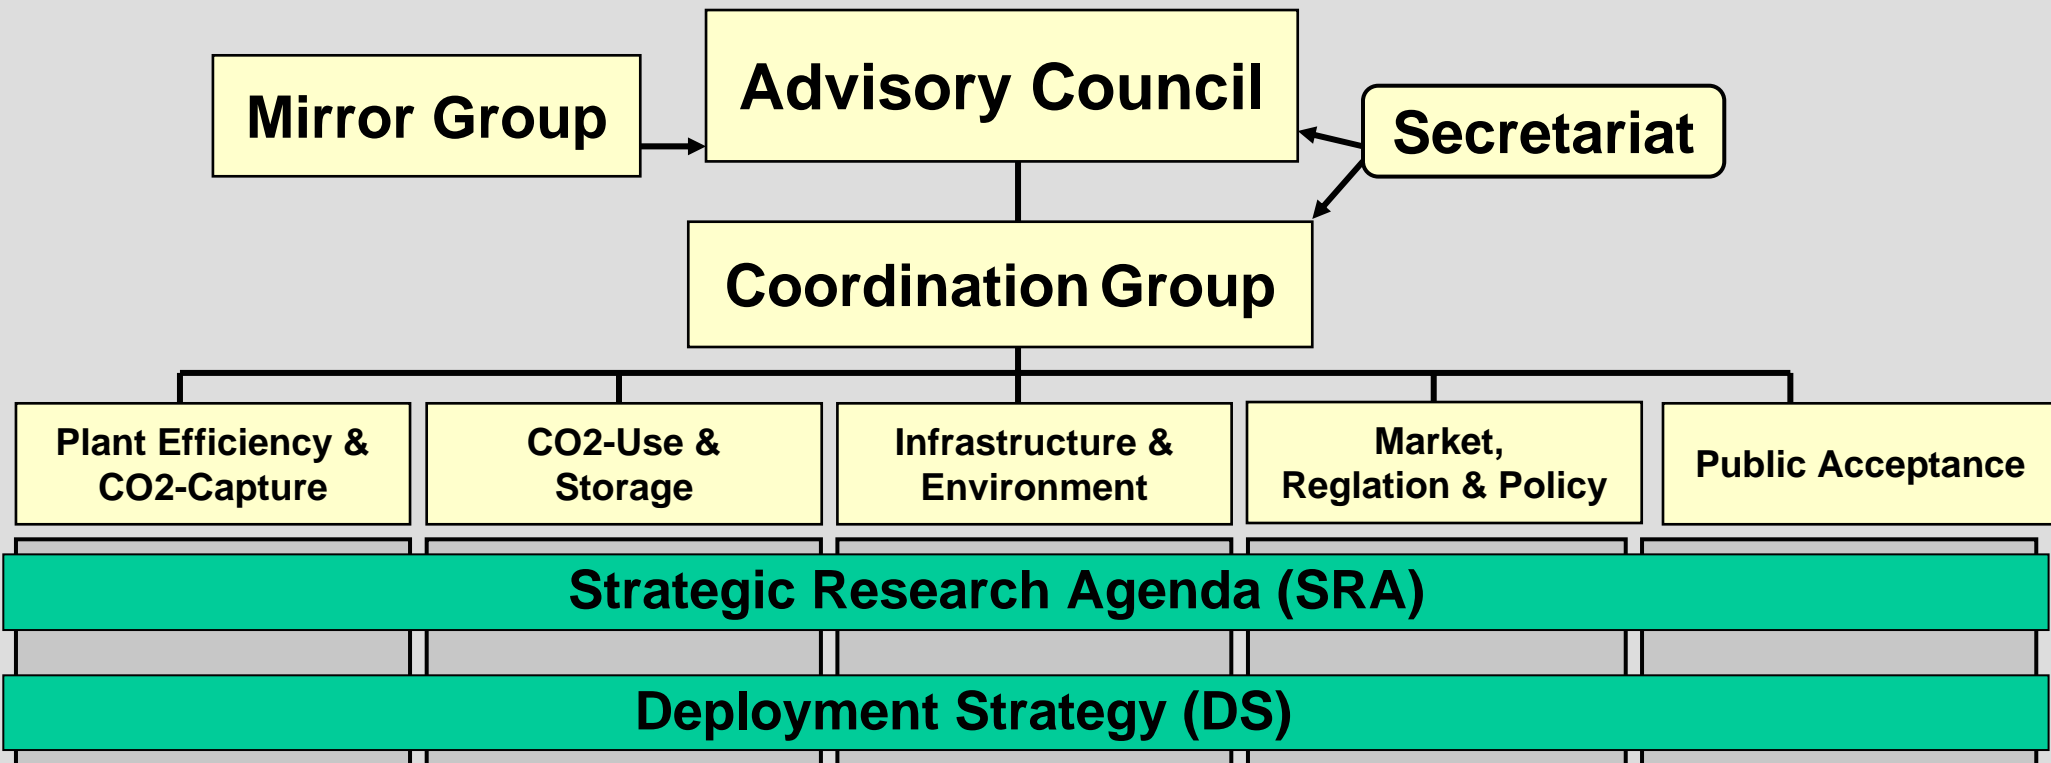 Advisory Council
Mirror Group
Secretariat
Coordination Group
Plant Efficiency &
CO2-Capture
CO2-Use &
Storage
Infrastructure &
Environment
Market,
Reglation & Policy
Public Acceptance
Strategic Research Agenda (SRA)
Deployment Strategy (DS)